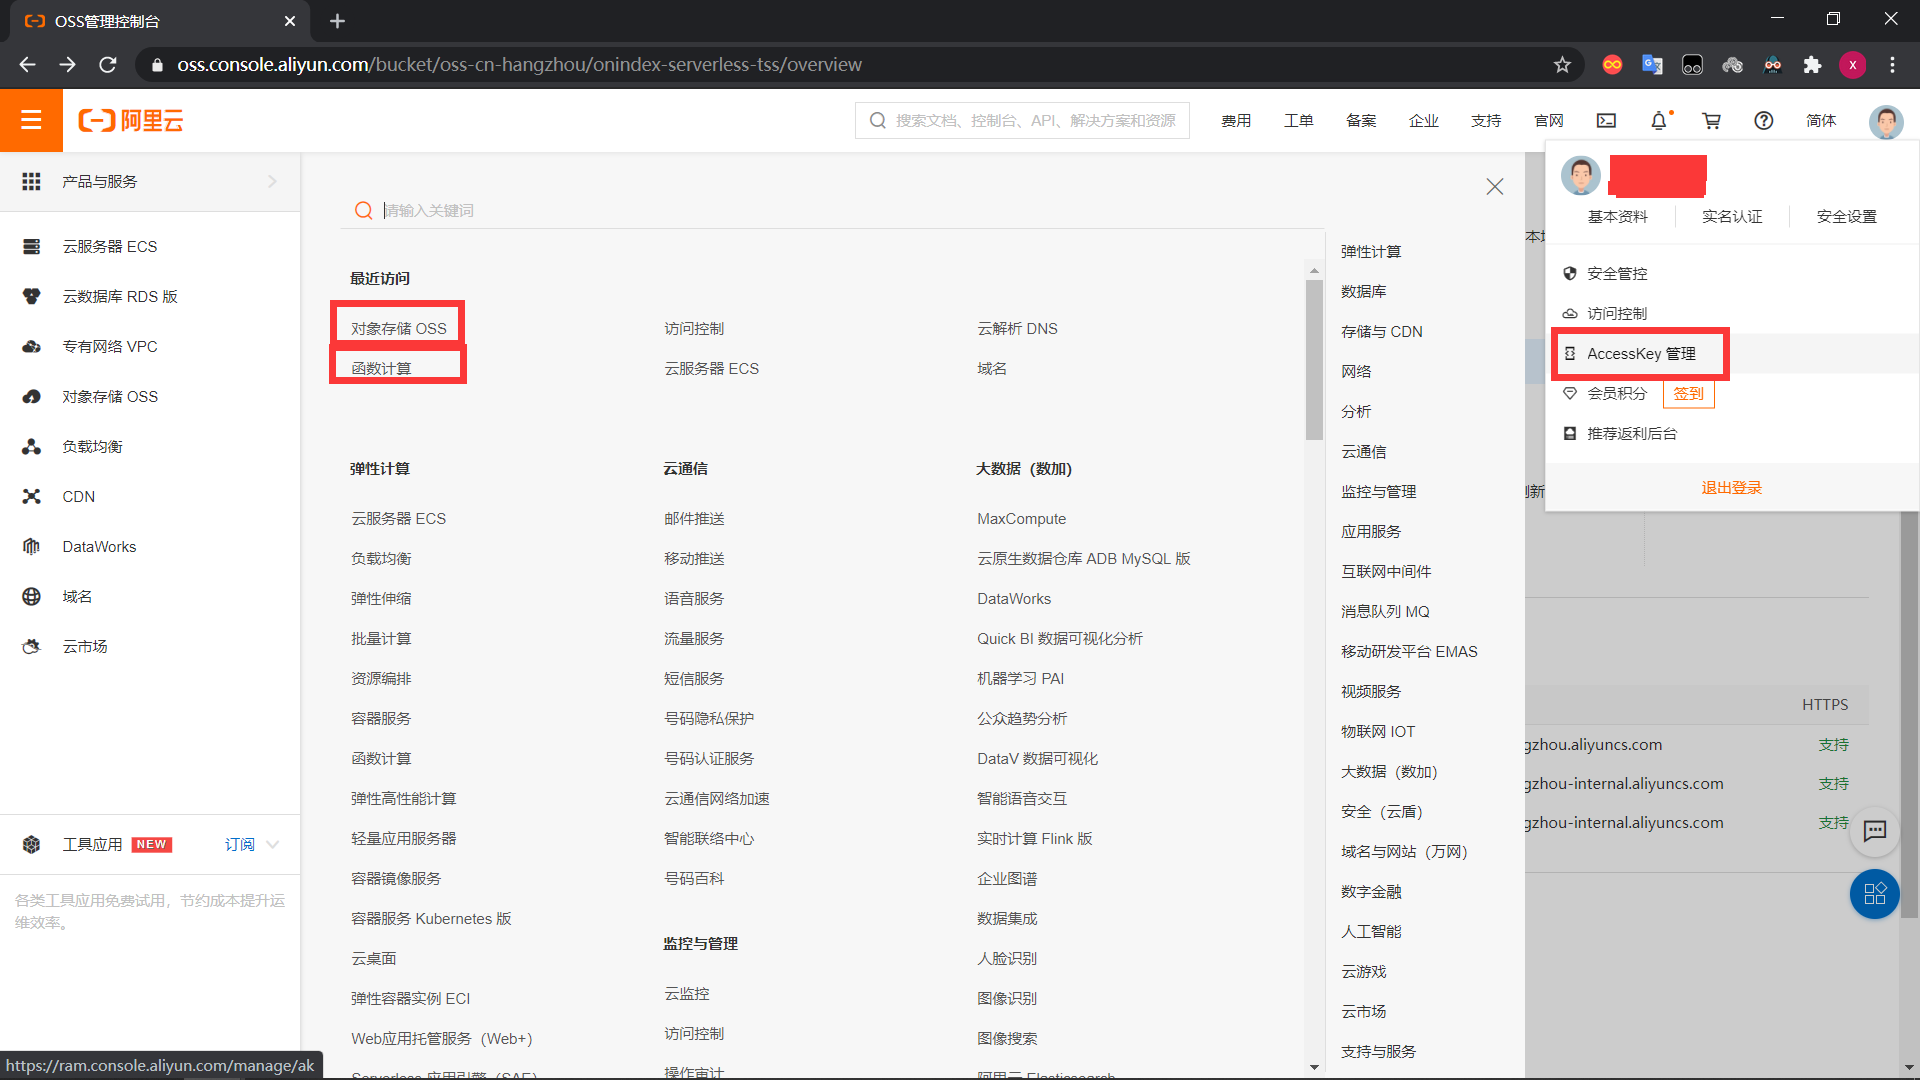 OSS管理控制台
oss.console.aliyun.com/bucket/oss-cn-hangzhou/onindex-serverless-tss/overview
X
阿里云
搜索文档、控制台、API、解决方案和资源
费用 工单 备案 企业 支持 官网 简体
产品与服务
云服务器 ECS
云数据库 RDS 版
专有网络 VPC
对象存储 OSS
负载均衡
CDN
DataWorks
域名
云市场
工具应用 NEW 订阅
各类工具应用免费试用，节约成本提升运
维效率。
https://ram.console.aliyun.com/manage/ak
请输入关键词
最近访问
对象存储 OSS 访问控制 云解析 DNS
函数计算 云服务器 ECS 域名
弹性计算
云服务器 ECS
负载均衡
弹性伸缩
批量计算
资源编排
容器服务
函数计算
弹性高性能计算
轻量应用服务器
容器镜像服务
容器服务 Kubernetes 版
云桌面
弹性容器实例 ECI
Web应用托管服务（Web+）
Serverless 应用引擎（SAE）
云通信
邮件推送
移动推送
语音服务
流量服务
短信服务
号码隐私保护
号码认证服务
云通信网络加速
智能联络中心
号码百科
监控与管理
云监控
访问控制
操作审计
大数据（数加）
MaxCompute
云原生数据仓库 ADB MySQL 版
DataWorks
Quick BI 数据可视化分析
机器学习 PAI
公众趋势分析
DataV 数据可视化
智能语音交互
实时计算 Flink 版
企业图谱
数据集成
人脸识别
图像识别
图像搜索
阿里云 Elasticsearch
弹性计算
数据库
存储与 CDN
网络
分析
云通信
监控与管理
应用服务
互联网中间件
消息队列 MQ
移动研发平台 EMAS
视频服务
物联网 IOT
大数据（数加）
安全（云盾）
域名与网站（万网）
数字金融
人工智能
云游戏
云市场
支持与服务
基本资料 实名认证 安全设置
安全管控
访问控制
AccessKey 管理
会员积分 签到
推荐返利后台
退出登录
HTTPS
gzhou.aliyuncs.com 支持
gzhou-internal.aliyuncs.com 支持
gzhou-internal.aliyuncs.com 支持